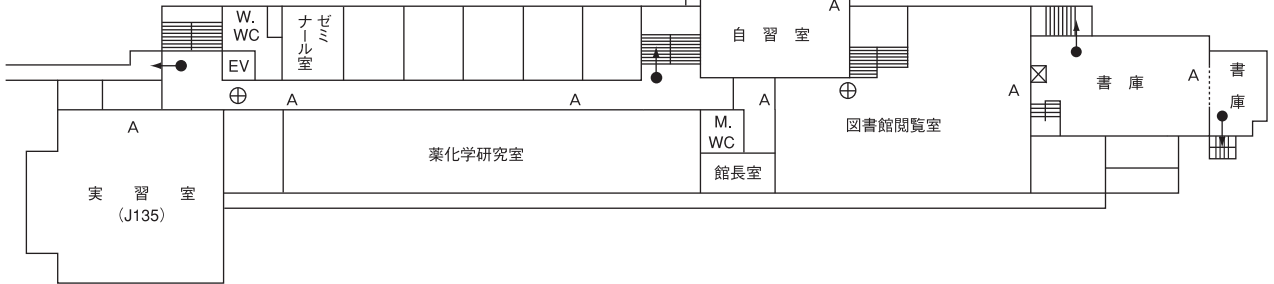 W.
WC
ゼミ
ナール室
A
自習室
EV
A
A
A
A
A
書庫
A
書庫
A
M.
WC
図書館閲覧室
薬化学研究室
館長室
実習室
(J135)